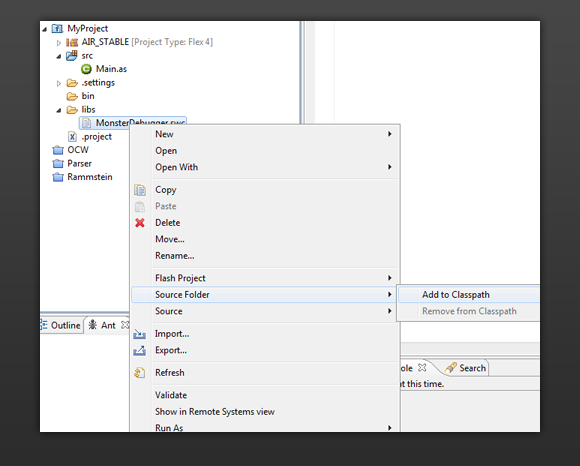 MyProject
AIR_STABLE [Project Type: Flex 4]
src
Main.as
.settings
bin
libs
MonsterDebugger.swc
.project
OCW
Parser
Rammstein
New
Open
Open With
Copy
Paste
Delete
Move...
Rename...
Flash Project
Source Folder
Add to Classpath
Source
Remove from Classpath
Outline
Ant
Import...
Export...
Refresh
ole
Search
t this time.
Validate
Show in Remote Systems view
Run As